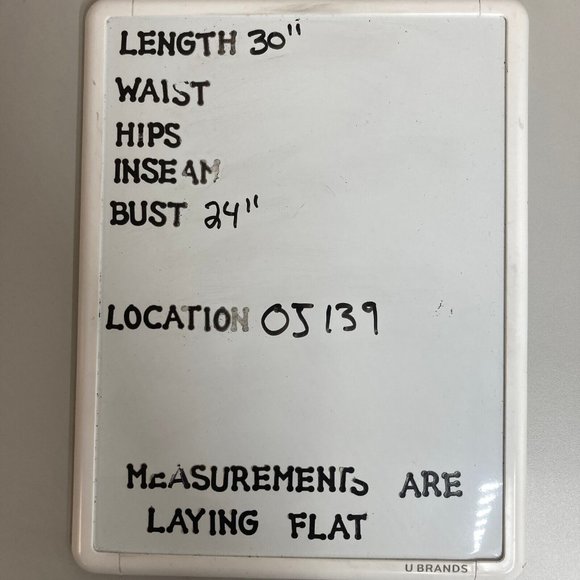 LENGTH 30"
WAIST
HIPS
INSEAM
BUST 24"
LOCATION OJ139
MEASUREMENTS ARE
LAYING FLAT
U BRANDS